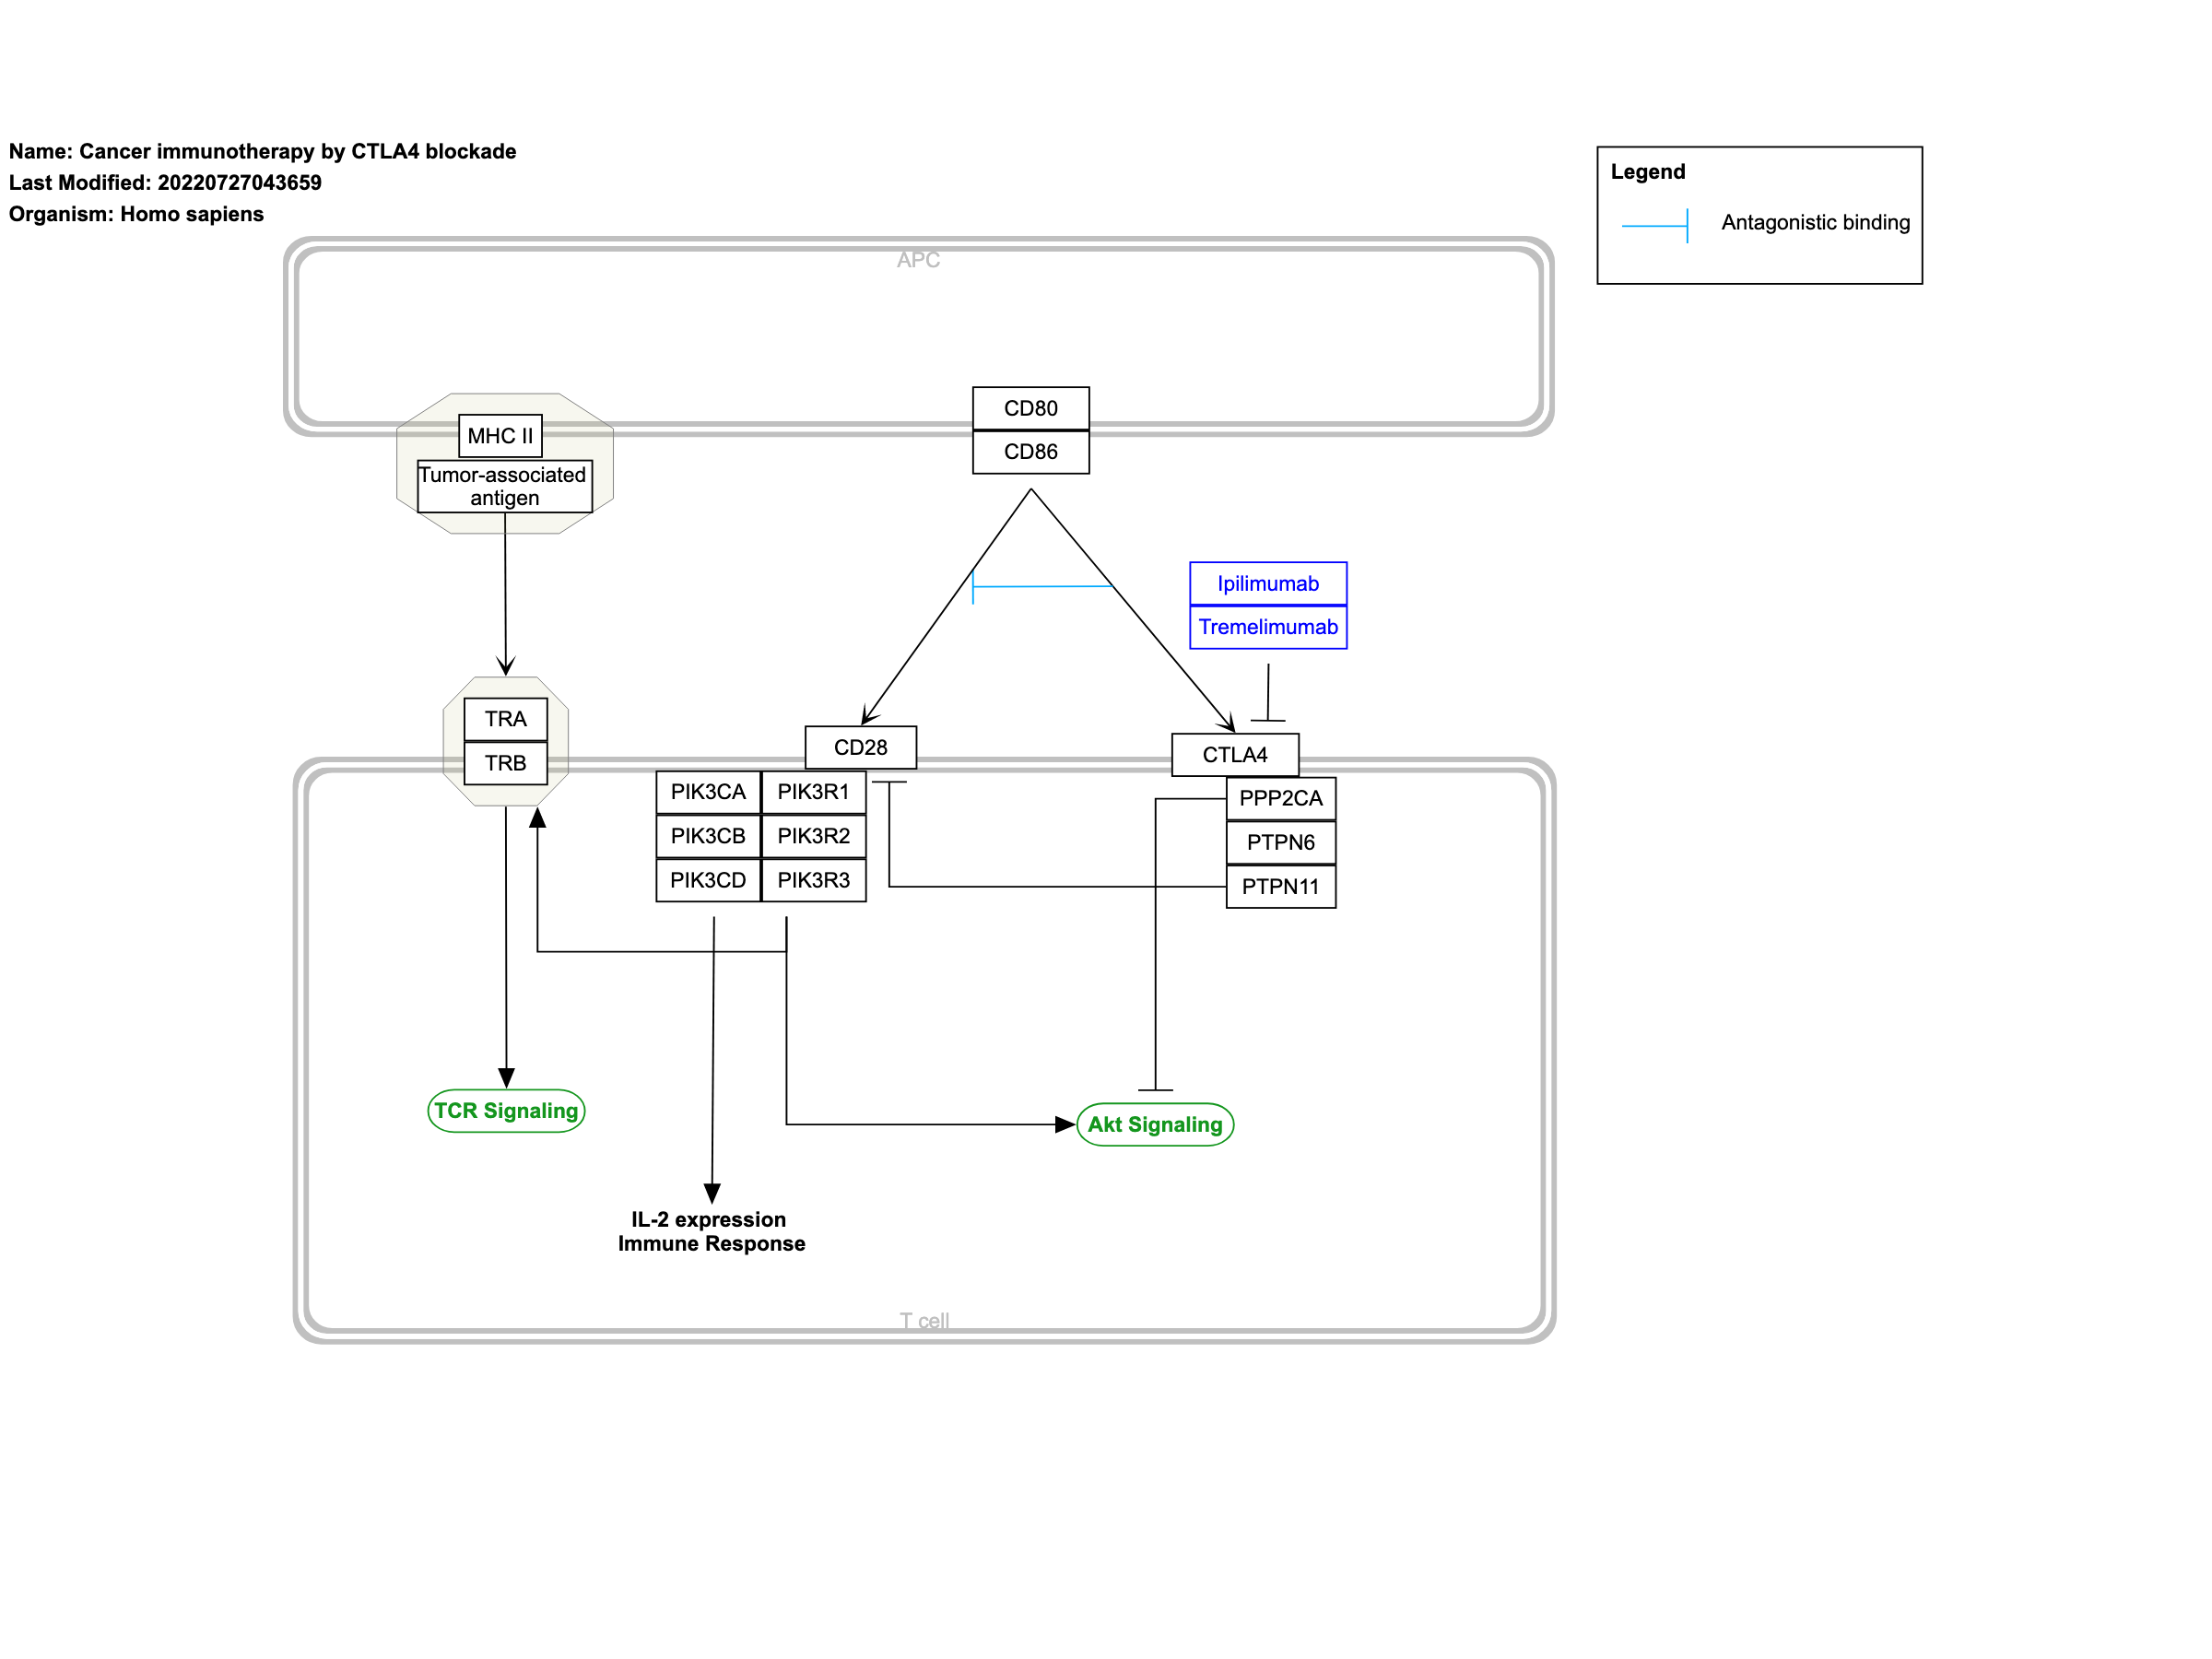 Name: Cancer immunotherapy by CTLA4 blockade
Last Modified: 20220727043659
Organism: Homo sapiens
Legend
Antagonistic binding
APC
CD80
CD86
MHC II
Tumor-associated
antigen
Ipilimumab
Tremelimumab
TRA
TRB
CD28
CTLA4
PIK3CA
PIK3R1
PIK3CB
PIK3R2
PIK3CD
PIK3R3
PPP2CA
PTPN6
PTPN11
TCR Signaling
Akt Signaling
IL-2 expression
Immune Response
T cell